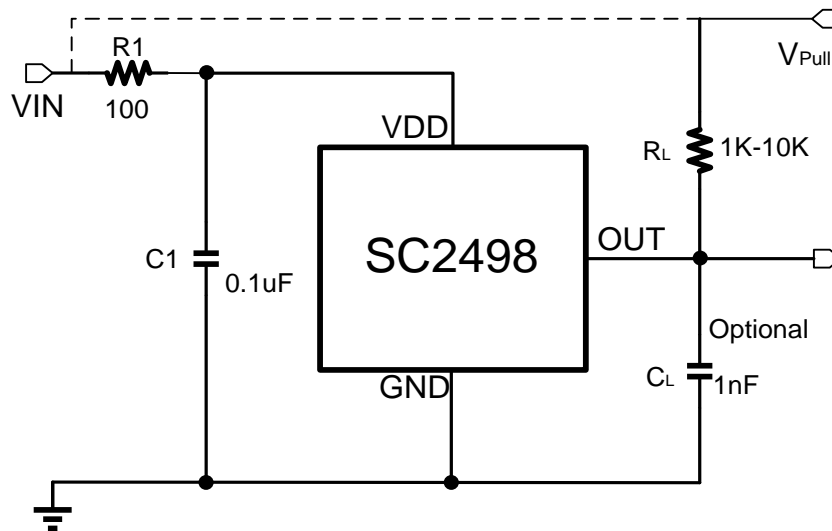 R1
VIN
100
VPull
VDD
RL
1K-10K
SC2498
OUT
C1
0.1uF
Optional
GND
CL
1nF